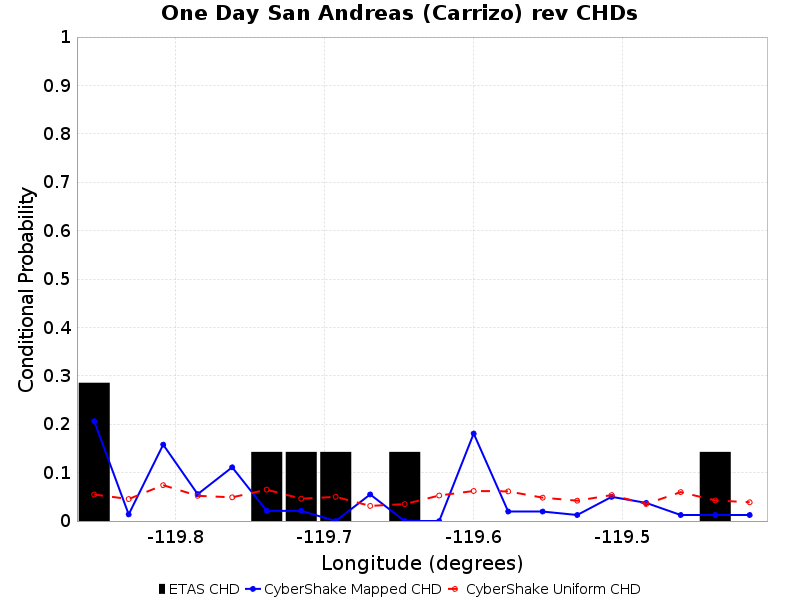 One Day San Andreas (Carrizo) rev CHDs
1
0.9
0.8
0.7
0.6
0.5
0.4
0.3
0.2
0.1
0
Conditional Probability
-119.8 -119.7 -119.6 -119.5
Longitude (degrees)
ETAS CHD CyberShake Mapped CHD CyberShake Uniform CHD